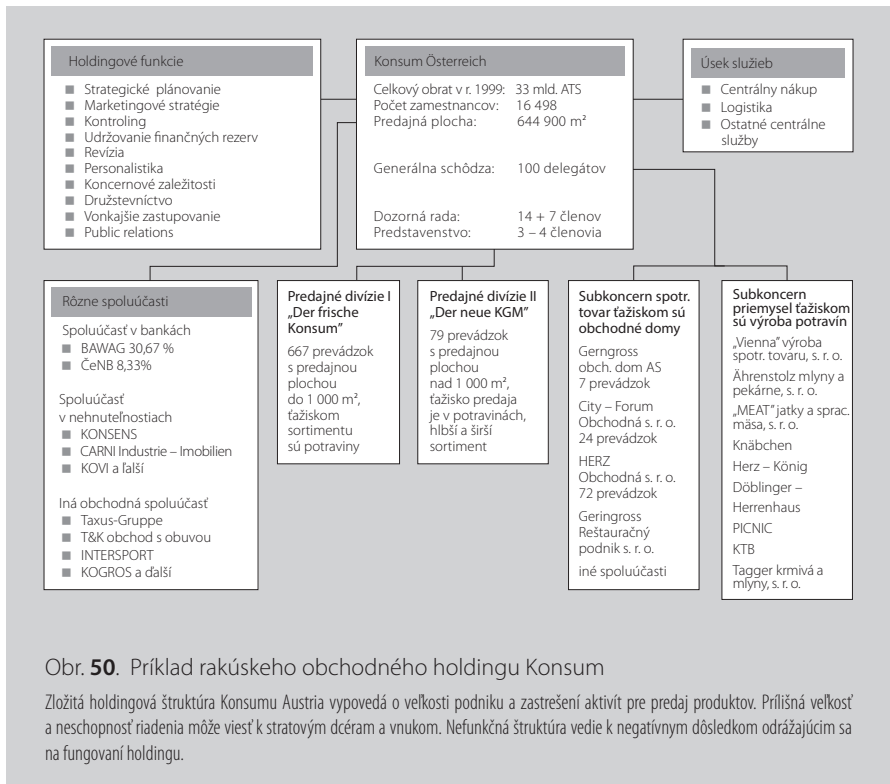 Holdingové funkcie
Strategické plánovanie
Marketingové stratégie
Kontroling
Udržovanie finančných rezerv
Revízia
Personalistika
Koncernové zaležitosti
Družstevníctvo
Vonkajšie zastupovanie
Public relations
Konsum Österreich
Celkový obrat v r. 1999: 33 mld. ATS
Počet zamestnancov: 16 498
Predajná plocha: 644 900 m²
Generálna schôdza: 100 delegátov
Dozorná rada: 14 + 7 členov
Predstavenstvo: 3 – 4 členovia
Úsek služieb
Centrálny nákup
Logistika
Ostatné centrálne
služby
Rôzne spoluúčasti
Spoluúčasť v bankách
BAWAG 30,67 %
ČeNB 8,33%
Spoluúčasť
v nehnuteľnostiach
KONSENS
CARNI Industrie – Imobilien
KOVI a ľalší
Iná obchodná spoluúčasť
Taxus-Gruppe
T&K obchod s obuvou
INTERSPORT
KOGROS a ďalší
Predajné divízie I
„Der frische
Konsum"
667 prevádzok
s predajnou
plochou
do 1 000 m²,
ťažiskom
sortimentu
sú potraviny
Predajné divízie II
„Der neue KGM"
79 prevádzok
s predajnou
plochou
nad 1 000 m²,
ťažisko predaja
je v potravinách,
hlbší a širší
sortiment
Subkoncern spotr.
tovar ťažiskom sú
obchodné domy
Gerngross
obch. dom AS
7 prevádzok
City – Forum
Obchodná s. r. o.
24 prevádzok
HERZ
Obchodná s. r. o.
72 prevádzok
Geringross
Reštauračný
podnik s. r. o.
iné spoluúčasti
Subkoncern
priemysel ťažiskom
sú výroba potravín
„Vienna" výroba
spotr. tovaru, s. r. o.
Ährenstolz mlyny a
pekárne, s. r. o.
„MEAT" jatky a sprac.
mäsa, s. r. o.
Knäbchen
Herz – König
Döblinger –
Herrenhaus
PICNIC
KTB
Tagger krmivá a
mlyny, s. r. o.
Obr. 50. Príklad rakúskeho obchodného holdingu Konsum
Zložitá holdingová štruktúra Konsumu Austria vypovedá o veľkosti podniku a zastrešení aktivít pre predaj produktov. Prílišná veľkosť
a neschopnosť riadenia môže viesť k stratovým dcéram a vnukom. Nefunkčná štruktúra vedie k negatívnym dôsledkom odrážajúcim sa
na fungovaní holdingu.